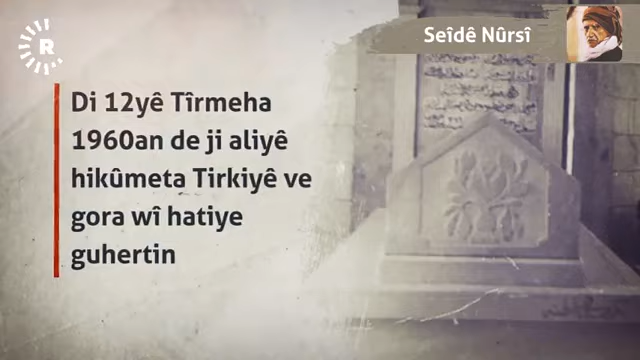 R
Seîdê Nûrsî
Di 12yê Tîrmeha
1960an de ji aliyê
hikûmeta Tirkiyê ve
gora wî hatiye
guhertin